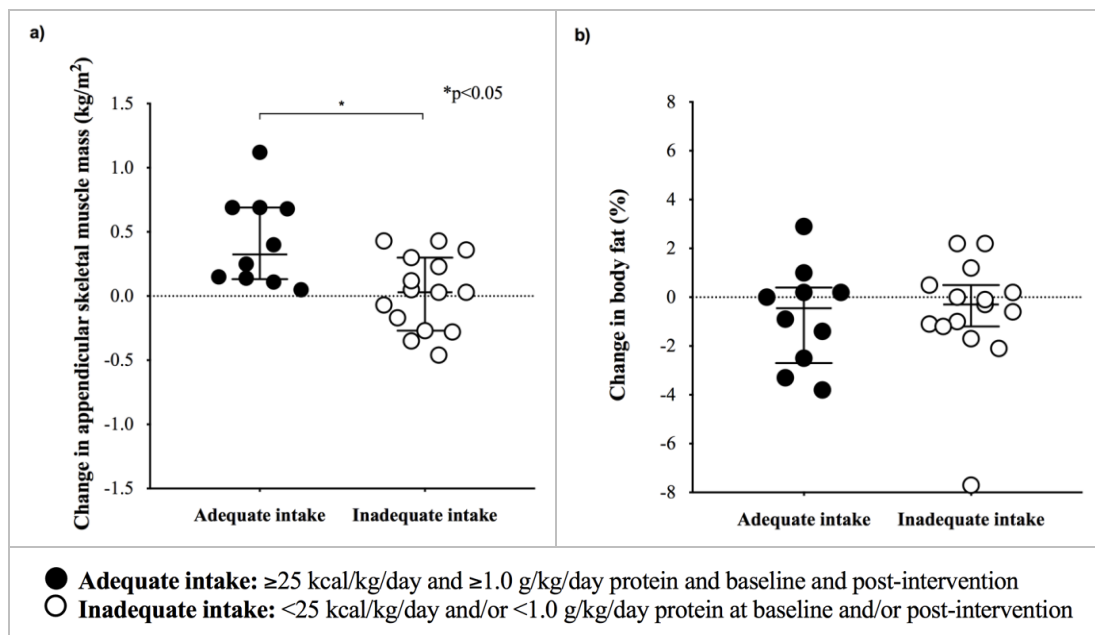 a)
Change in appendicular skeletal muscle mass (kg/m²)
*p<0.05
*
1.5
1.0
0.5
0.0
-0.5
-1.0
-1.5
Adequate intake Inadequate intake
b)
Change in body fat (%)
8
6
4
2
0
-2
-4
-6
-8
Adequate intake Inadequate intake
Adequate intake: ≥25 kcal/kg/day and ≥1.0 g/kg/day protein and baseline and post-intervention
Inadequate intake: <25 kcal/kg/day and/or <1.0 g/kg/day protein at baseline and/or post-intervention